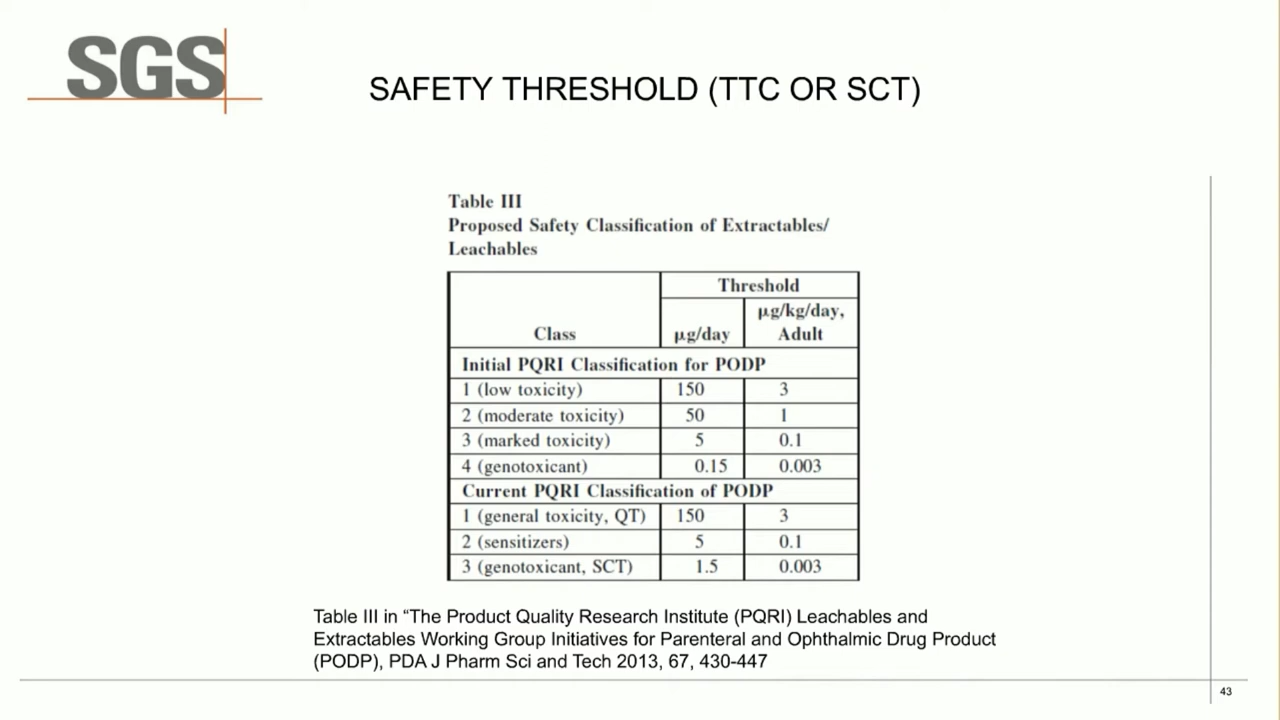 SGS
SAFETY THRESHOLD (TTC OR SCT)
Table III
Proposed Safety Classification of Extractables/
Leachables
Threshold
Class μg/day μg/kg/day, Adult
Initial PQRI Classification for PODP
1 (low toxicity) 150 3
2 (moderate toxicity) 50 1
3 (marked toxicity) 5 0.1
4 (genotoxicant) 0.15 0.003
Current PQRI Classification of PODP
1 (general toxicity, QT) 150 3
2 (sensitizers) 5 0.1
3 (genotoxicant, SCT) 1.5 0.003
Table III in “The Product Quality Research Institute (PQRI) Leachables and
Extractables Working Group Initiatives for Parenteral and Ophthalmic Drug Product
(PODP), PDA J Pharm Sci and Tech 2013, 67, 430-447
43